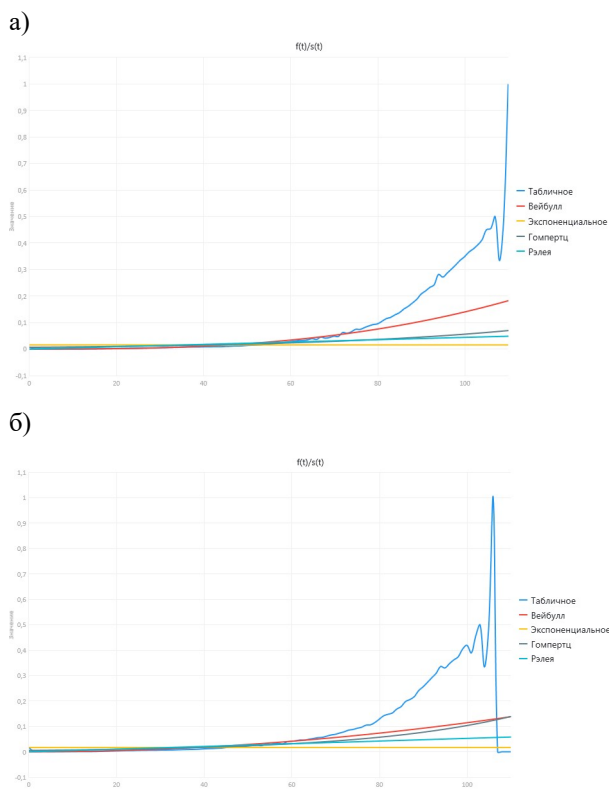 а)
f(t)/s(t)
1,1
1
0,9
0,8
0,7
0,6
0,5
0,4
0,3
0,2
0,1
0
-0,1
Значение
0 20 40 60 80 100
Табличное
Вейбулл
Экспоненциальное
Гомпертц
Рэлея
б)
f(t)/s(t)
1,1
1
0,9
0,8
0,7
0,6
0,5
0,4
0,3
0,2
0,1
0
-0,1
Значение
0 20 40 60 80 100
Табличное
Вейбулл
Экспоненциальное
Гомпертц
Рэлея